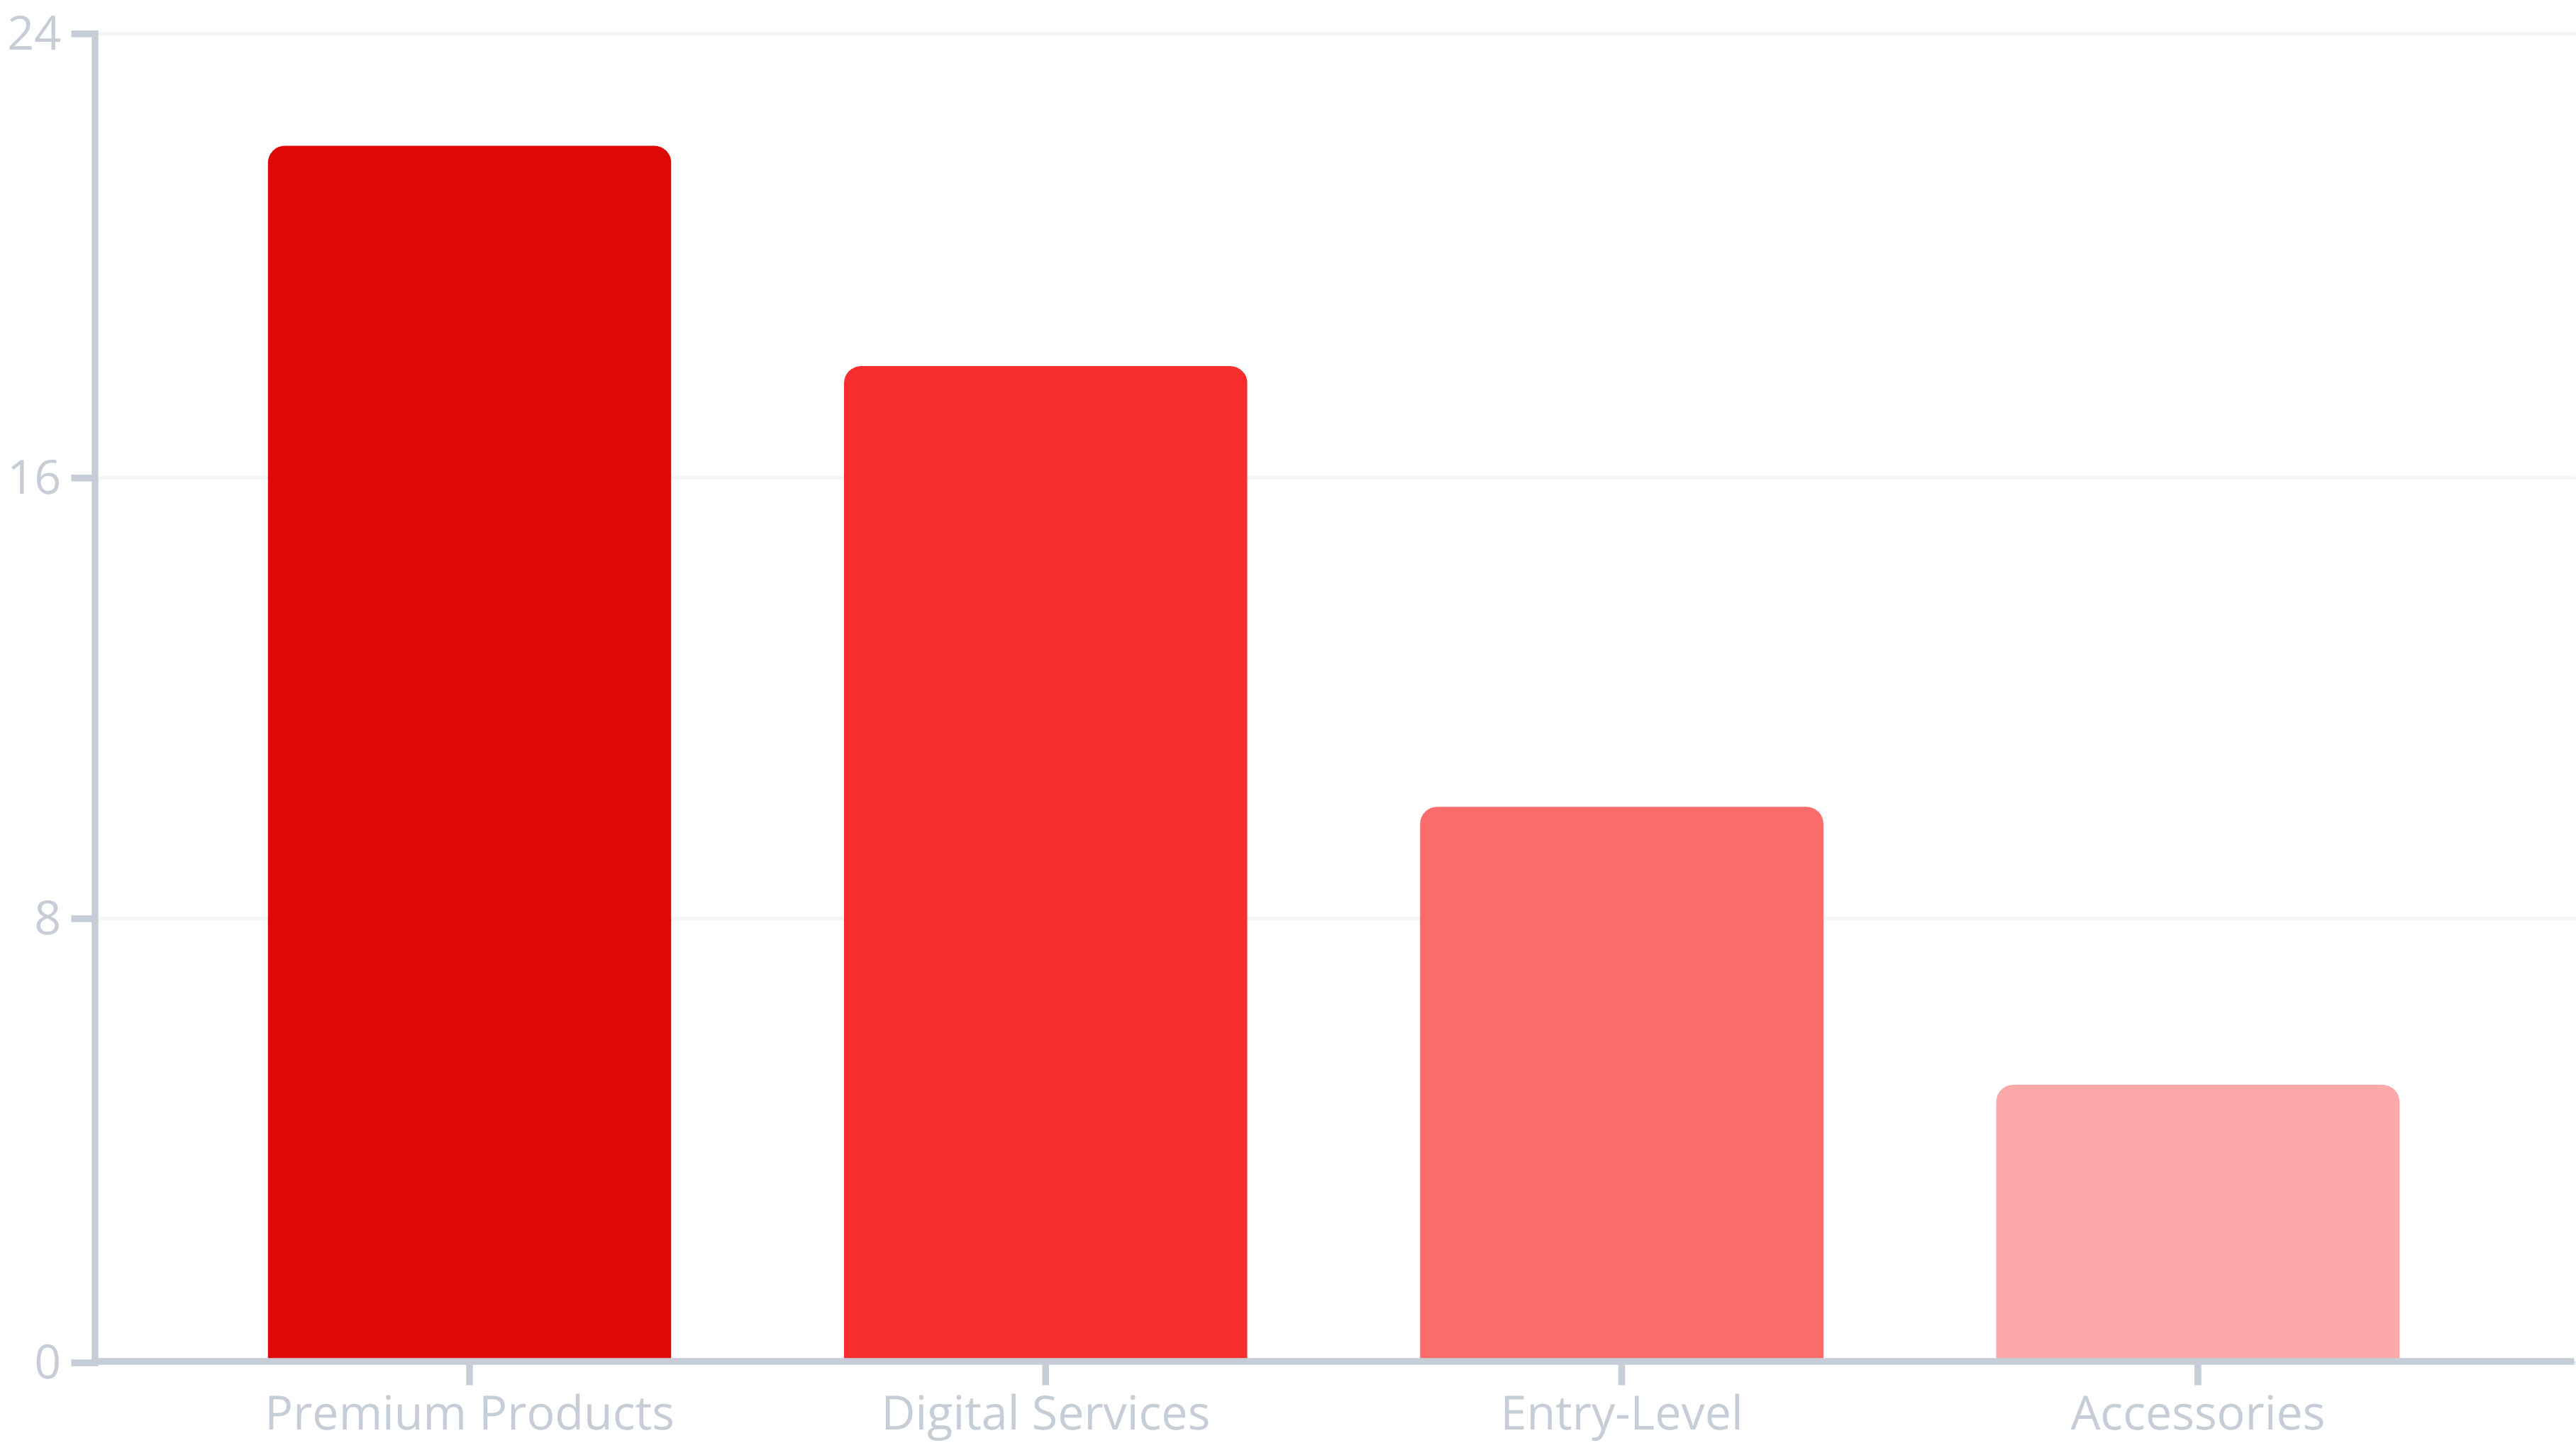 24
16
8
0
Premium Products Digital Services Entry-Level Accessories